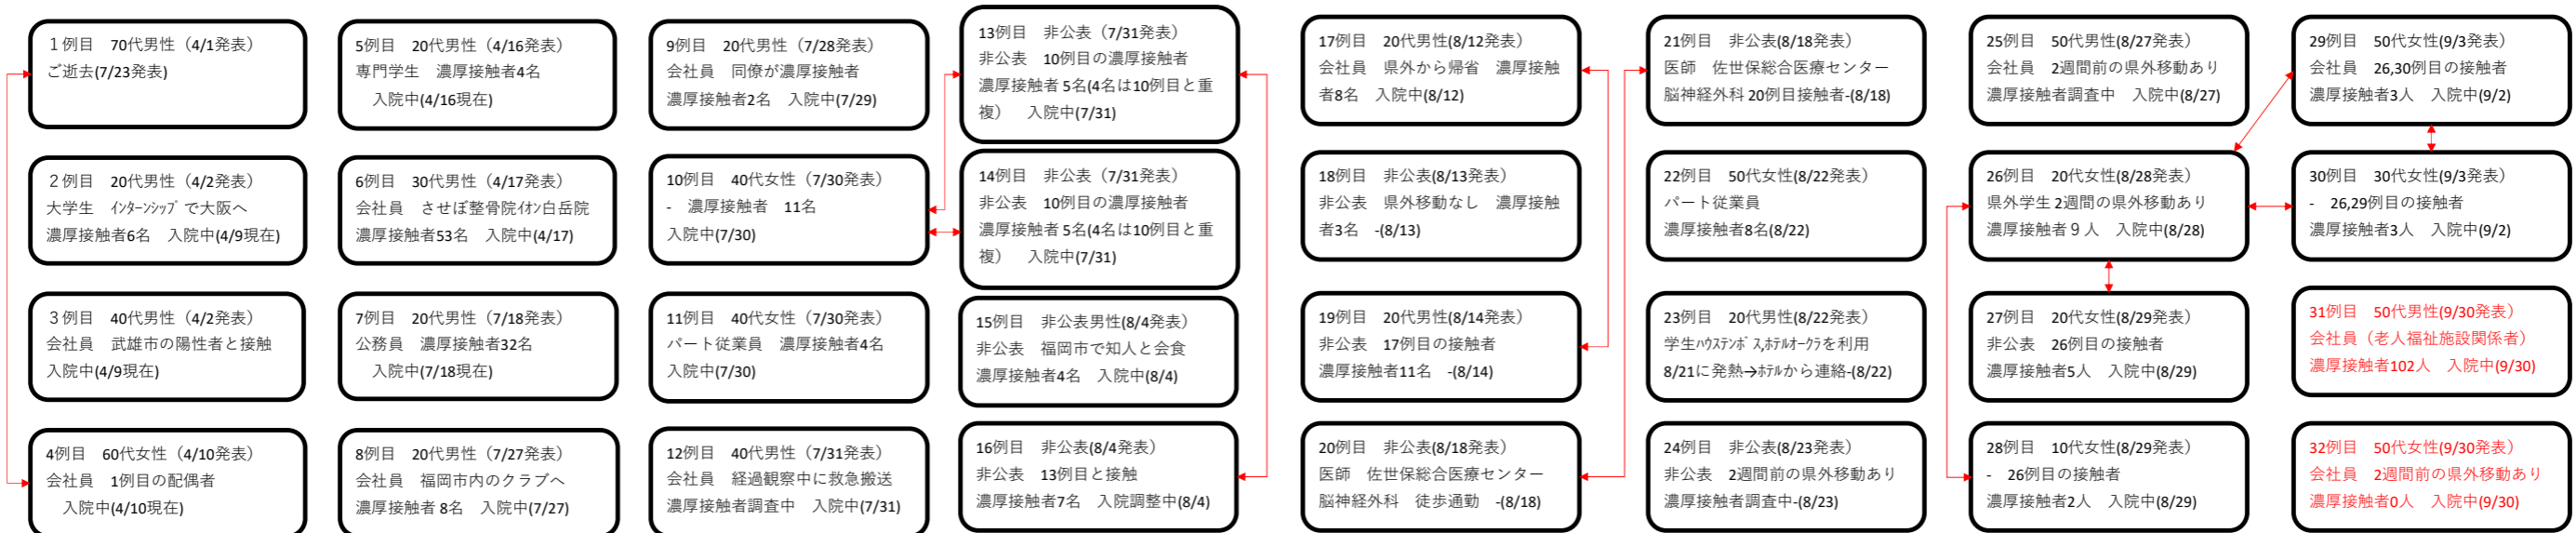 1例目　70代男性（4/1発表）
ご逝去(7/23発表)
2例目　20代男性（4/2発表）
大学生　ｲﾝﾀｰﾝｼｯﾌﾟで大阪へ
濃厚接触者6名　入院中(4/9現在)
3例目　40代男性（4/2発表）
会社員　武雄市の陽性者と接触
入院中(4/9現在)
4例目　60代女性（4/10発表）
会社員　1例目の配偶者
入院中(4/10現在)
5例目　20代男性（4/16発表）
専門学生　濃厚接触者4名
入院中(4/16現在)
6例目　30代男性（4/17発表）
会社員　させぼ整骨院ｲｵﾝ白岳院
濃厚接触者53名　入院中(4/17)
7例目　20代男性（7/18発表）
公務員　濃厚接触者32名
入院中(7/18現在)
8例目　20代男性（7/27発表）
会社員　福岡市内のクラブへ
濃厚接触者 8名　入院中(7/27)
9例目　20代男性（7/28発表）
会社員　同僚が濃厚接触者
濃厚接触者2名　入院中(7/29)
10例目　40代女性（7/30発表）
-　濃厚接触者　11名
入院中(7/30)
11例目　40代女性（7/30発表）
パート従業員　濃厚接触者4名
入院中(7/30)
12例目　40代男性（7/31発表）
会社員　経過観察中に救急搬送
濃厚接触者調査中　入院中(7/31)
13例目　非公表（7/31発表）
非公表　10例目の濃厚接触者
濃厚接触者 5名(4名は10例目と重
複)　入院中(7/31)
14例目　非公表（7/31発表）
非公表　10例目の濃厚接触者
濃厚接触者 5名(4名は10例目と重
複)　入院中(7/31)
15例目　非公表男性(8/4発表）
非公表　福岡市で知人と会食
濃厚接触者4名　入院中(8/4)
16例目　非公表(8/4発表）
非公表　13例目と接触
濃厚接触者7名　入院調整中(8/4)
17例目　20代男性(8/12発表）
会社員　県外から帰省　濃厚接触
者8名　入院中(8/12)
18例目　非公表(8/13発表）
非公表　県外移動なし　濃厚接触
者3名　-(8/13)
19例目　20代男性(8/14発表）
非公表　17例目の接触者
濃厚接触者11名　-(8/14)
20例目　非公表(8/18発表）
医師　佐世保総合医療センター
脳神経外科　徒歩通勤　-(8/18)
21例目　非公表(8/18発表）
医師　佐世保総合医療センター
脳神経外科 20例目接触者-(8/18)
22例目　50代女性(8/22発表）
パート従業員
濃厚接触者8名(8/22)
23例目　20代男性(8/22発表）
学生ﾊｳｽﾃﾝﾎﾞｽ,ﾎﾃﾙｵｰｸﾗを利用
8/21に発熱→ﾎﾃﾙから連絡-(8/22)
24例目　非公表(8/23発表）
非公表　2週間前の県外移動あり
濃厚接触者調査中-(8/23)
25例目　50代男性(8/27発表）
会社員　2週間前の県外移動あり
濃厚接触者調査中　入院中(8/27)
26例目　20代女性(8/28発表）
県外学生 2週間の県外移動あり
濃厚接触者９人　入院中(8/28)
27例目　20代女性(8/29発表）
非公表　26例目の接触者
濃厚接触者5人　入院中(8/29)
28例目　10代女性(8/29発表）
-　26例目の接触者
濃厚接触者2人　入院中(8/29)
29例目　50代女性(9/3発表）
会社員　26,30例目の接触者
濃厚接触者3人　入院中(9/2)
30例目　30代女性(9/3発表）
-　26,29例目の接触者
濃厚接触者3人　入院中(9/2)
31例目　50代男性(9/30発表）
会社員（老人福祉施設関係者）
濃厚接触者102人　入院中(9/30)
32例目　50代女性(9/30発表）
会社員　2週間前の県外移動あり
濃厚接触者0人　入院中(9/30)